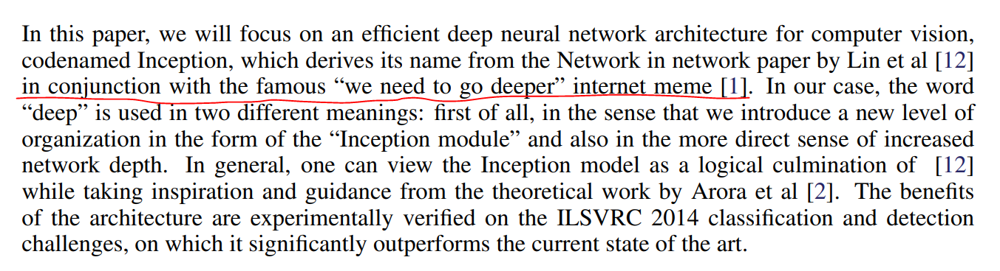 In this paper, we will focus on an efficient deep neural network architecture for computer vision,
codenamed Inception, which derives its name from the Network in network paper by Lin et al [12]
in conjunction with the famous “we need to go deeper” internet meme [1]. In our case, the word
“deep” is used in two different meanings: first of all, in the sense that we introduce a new level of
organization in the form of the “Inception module” and also in the more direct sense of increased
network depth. In general, one can view the Inception model as a logical culmination of [12]
while taking inspiration and guidance from the theoretical work by Arora et al [2]. The benefits
of the architecture are experimentally verified on the ILSVRC 2014 classification and detection
challenges, on which it significantly outperforms the current state of the art.